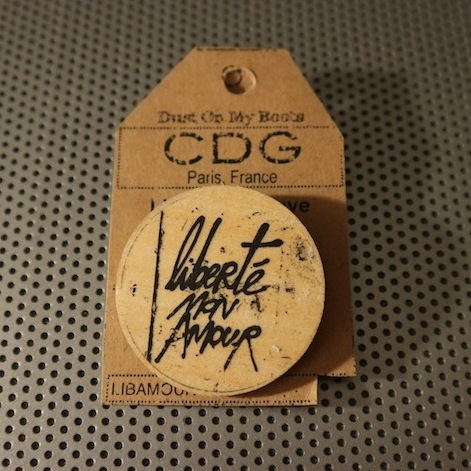 Dust On My Boots
CDG
Paris, France
liberté
mon
Amour
LIBAMOUR